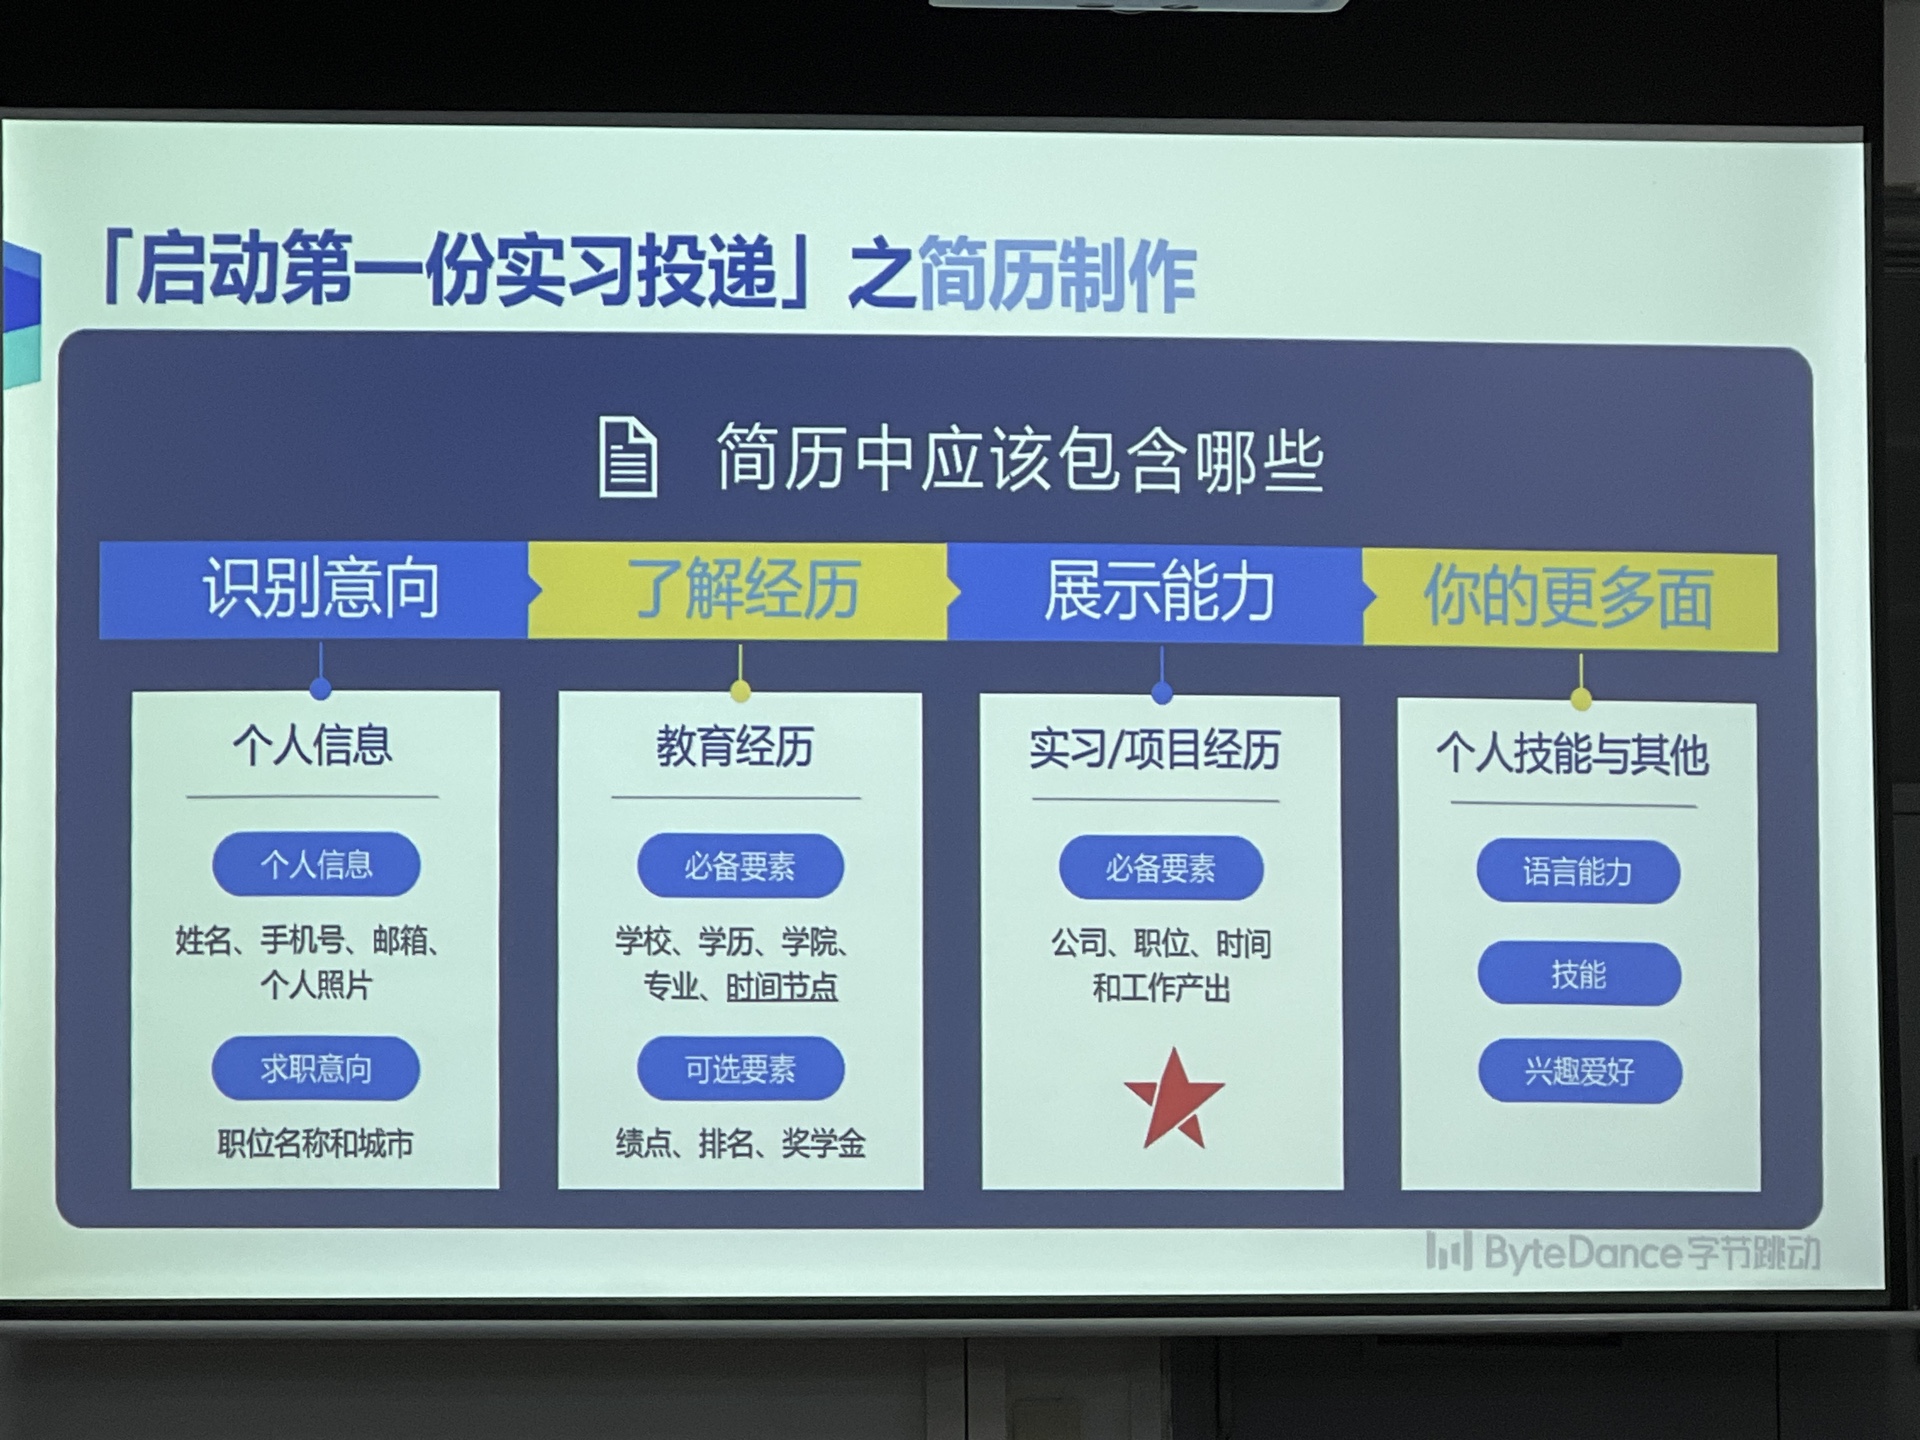 「启动第一份实习投递」之简历制作
简历中应该包含哪些
识别意向
了解经历
展示能力
你的更多面
个人信息
个人信息
姓名、手机号、邮箱、
个人照片
求职意向
职位名称和城市
教育经历
必备要素
学校、学历、学院、
专业、时间节点
可选要素
绩点、排名、奖学金
实习/项目经历
必备要素
公司、职位、时间
和工作产出
个人技能与其他
语言能力
技能
兴趣爱好
ByteDance字节跳动